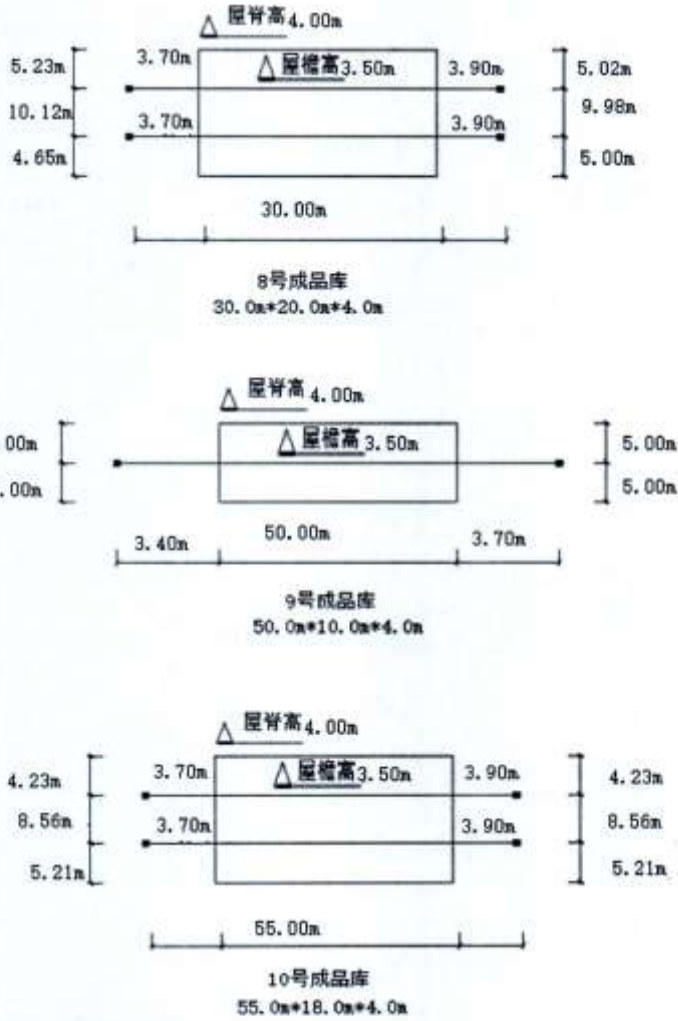 屋脊高 4.00m
5.23m 3.70m 屋檐高 3.50m 3.90m 5.02m
10.12m 3.70m 3.90m 9.98m
4.65m 5.00m
30.00m
8号成品库
30.0m*20.0m*4.0m
屋脊高 4.00m
00m 屋檐高 3.50m 5.00m
.00m 5.00m
3.40m 50.00m 3.70m
9号成品库
50.0m*10.0m*4.0m
屋脊高 4.00m
4.23m 3.70m 屋檐高 3.50m 3.90m 4.23m
8.56m 3.70m 3.90m 8.56m
5.21m 5.21m
55.00m
10号成品库
55.0m*18.0m*4.0m